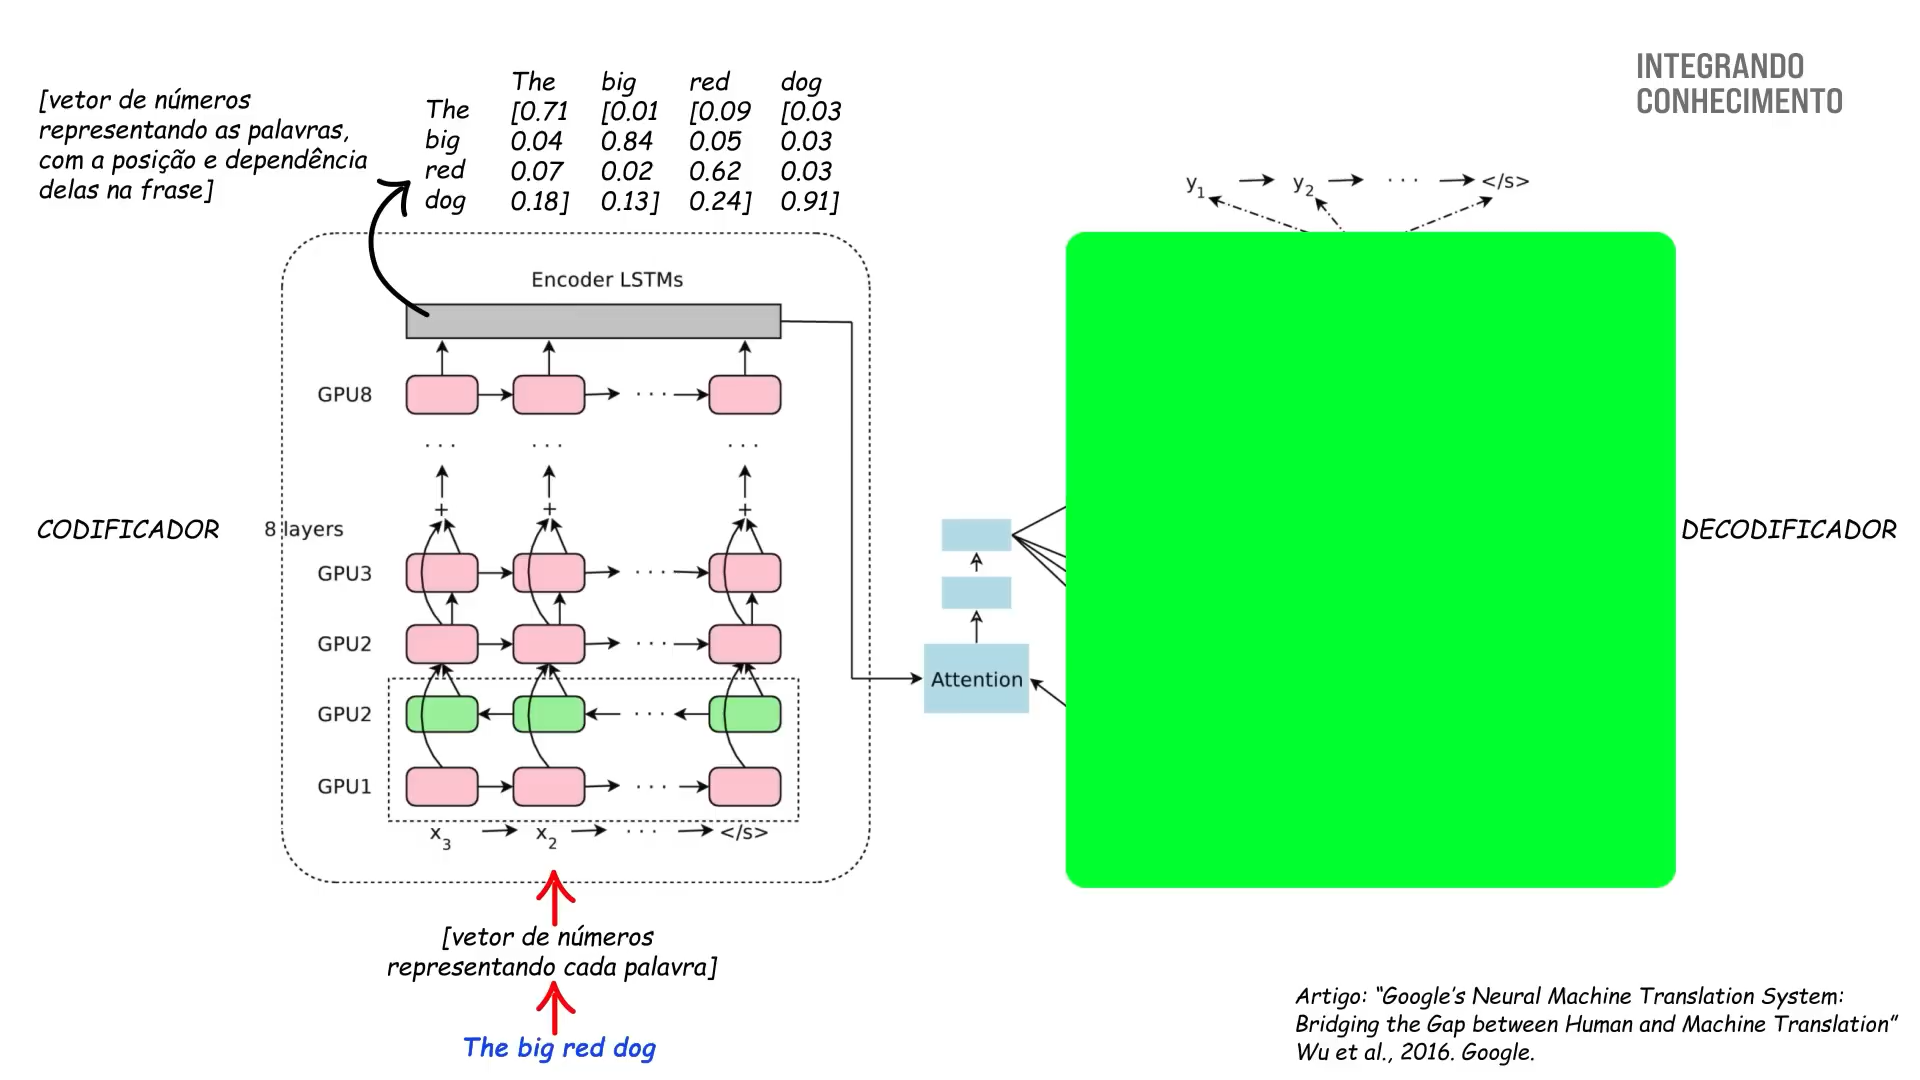 INTEGRANDO
CONHECIMENTO
[vetor de números
representando as palavras,
com a posição e dependência
delas na frase]
The big red dog
The [0.71 [0.01 [0.09 [0.03
big 0.04 0.84 0.05 0.03
red 0.07 0.02 0.62 0.03
dog 0.18] 0.13] 0.24] 0.91]
y1 y2 ... </s>
Encoder LSTMs
GPU8
... ... ...
+ + +
CODIFICADOR
8 layers
GPU3
GPU2
GPU2
GPU1
x3 x2 ... </s>
Attention
DECODIFICADOR
[vetor de números
representando cada palavra]
The big red dog
Artigo: “Google’s Neural Machine Translation System:
Bridging the Gap between Human and Machine Translation”
Wu et al., 2016. Google.